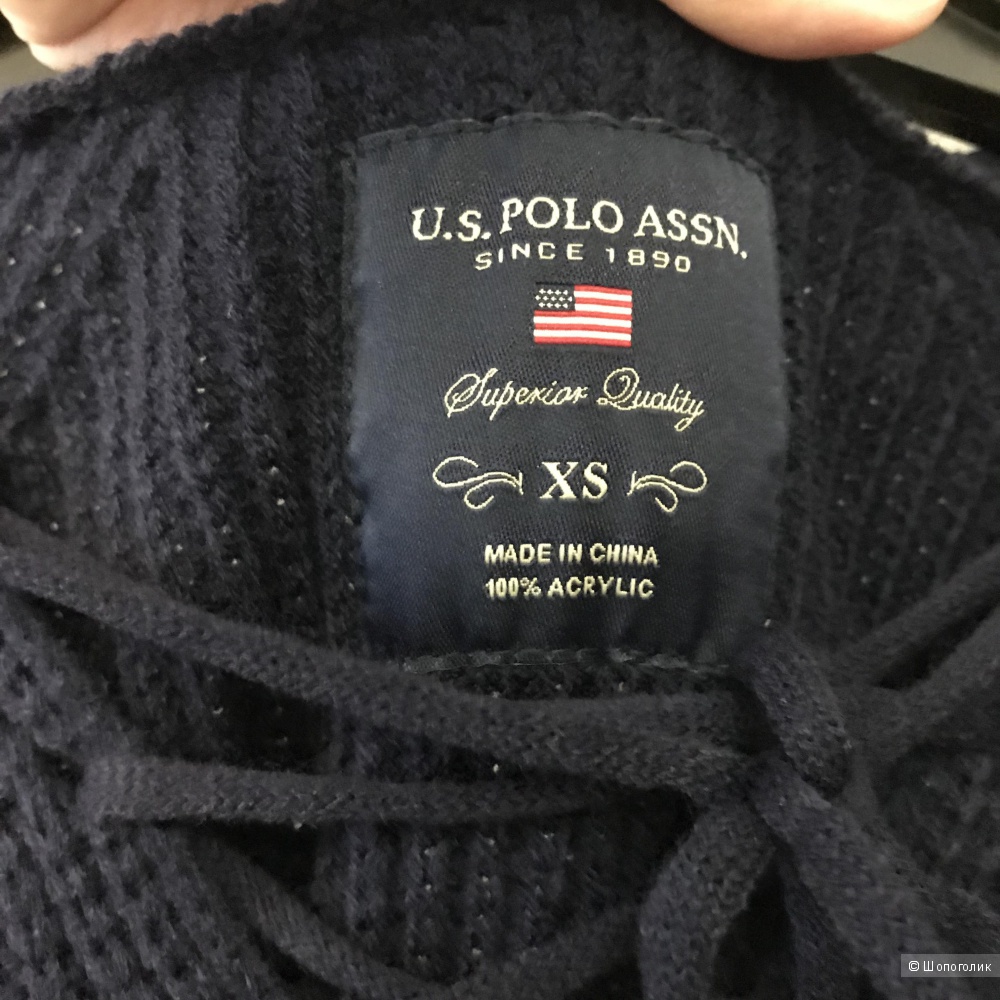 U.S. POLO ASSN.
SINCE 1890
Superior Quality
XS
MADE IN CHINA
100% ACRYLIC
© Шопоголик